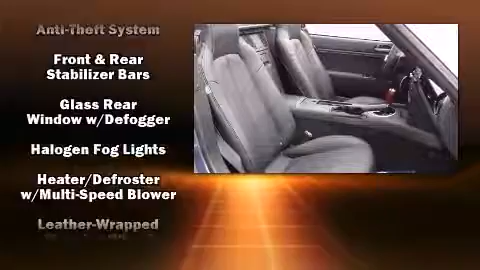 Anti-Theft System
Front & Rear
Stabilizer Bars
Glass Rear
Window w/Defogger
Halogen Fog Lights
Heater/Defroster
w/Multi-Speed Blower
Leather-Wrapped